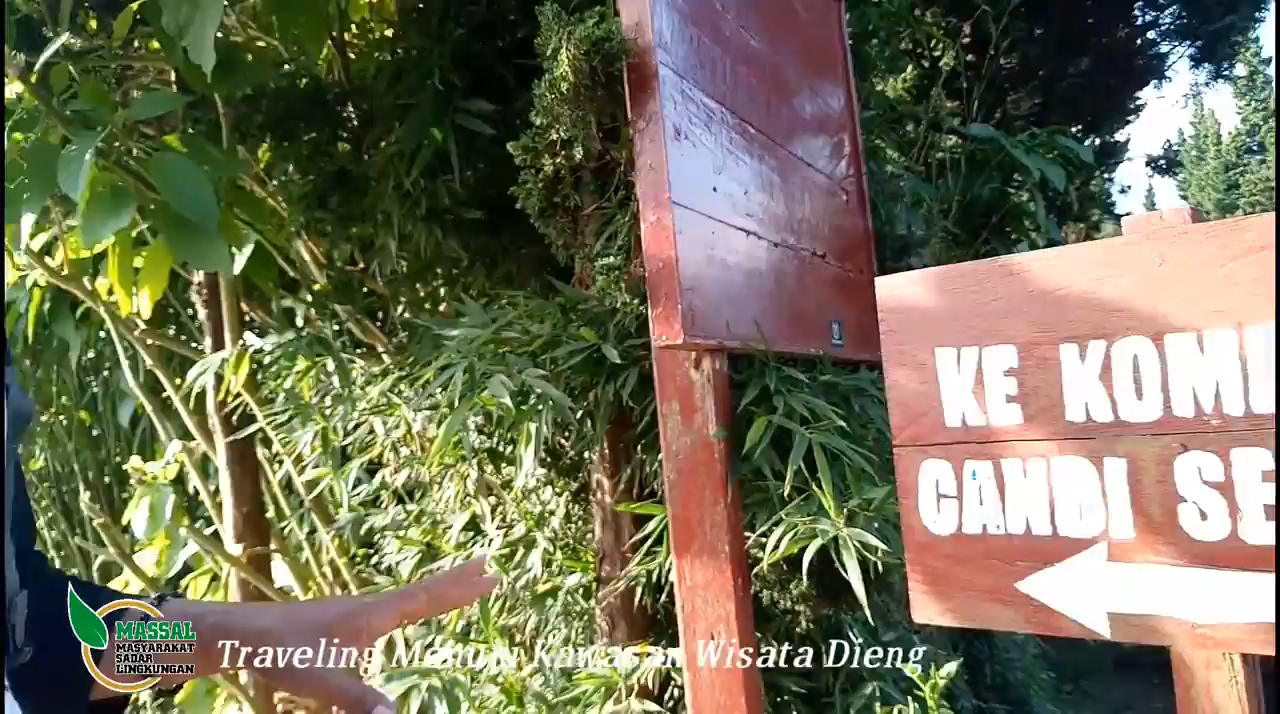 KE KOM
CANDI SE
MASSAL
MASYARAKAT
SADAR
LINGKUNGAN
Traveling Menuju Kawasan Wisata Dieng